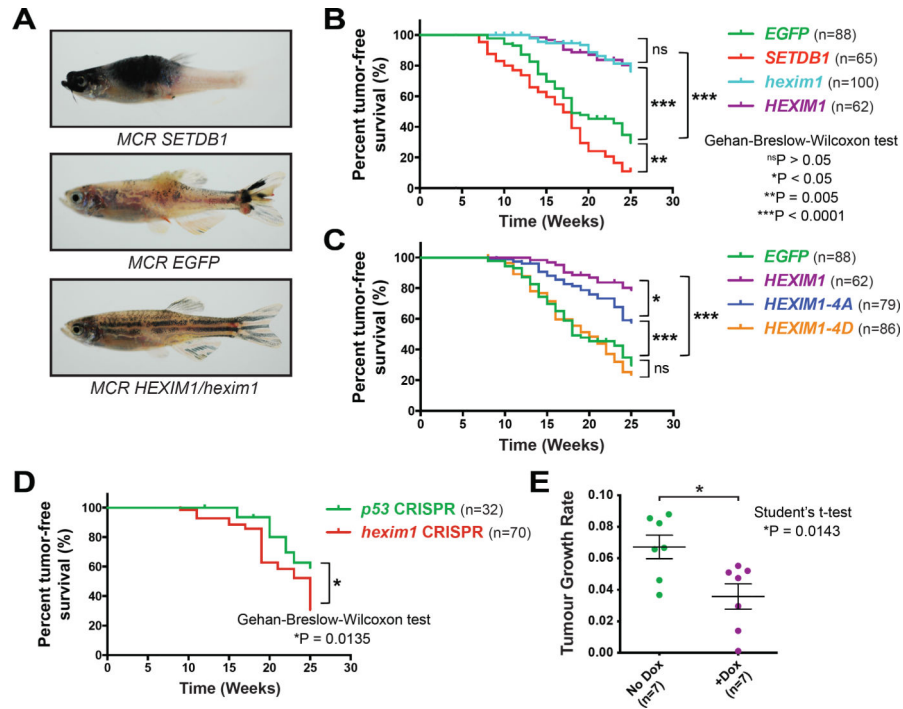 A
MCR SETDB1
MCR EGFP
MCR HEXIM1/hexim1
B
Percent tumor-free
survival (%)
100
80
60
40
20
0
0 5 10 15 20 25 30
Time (Weeks)
ns
***
***
**
EGFP (n=88)
SETDB1 (n=65)
hexim1 (n=100)
HEXIM1 (n=62)
Gehan-Breslow-Wilcoxon test
nsP > 0.05
*P < 0.05
**P = 0.005
***P < 0.0001
C
Percent tumor-free
survival (%)
100
80
60
40
20
0
0 5 10 15 20 25 30
Time (Weeks)
*
***
***
ns
EGFP (n=88)
HEXIM1 (n=62)
HEXIM1-4A (n=79)
HEXIM1-4D (n=86)
D
Percent tumor-free
survival (%)
100
80
60
40
20
0
0 5 10 15 20 25 30
Time (Weeks)
p53 CRISPR (n=32)
hexim1 CRISPR (n=70)
*
Gehan-Breslow-Wilcoxon test
*P = 0.0135
E
Tumour Growth Rate
0.10
0.08
0.06
0.04
0.02
0.00
*
Student's t-test
*P = 0.0143
No Dox
(n=7)
+Dox
(n=7)